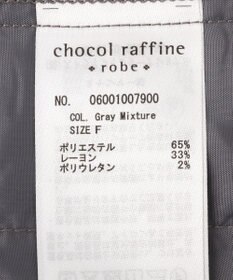 chocol raffine
robe
NO. 06001007900
COL. Gray Mixture
SIZE F
ポリエステル 65%
レーヨン 33%
ポリウレタン 2%